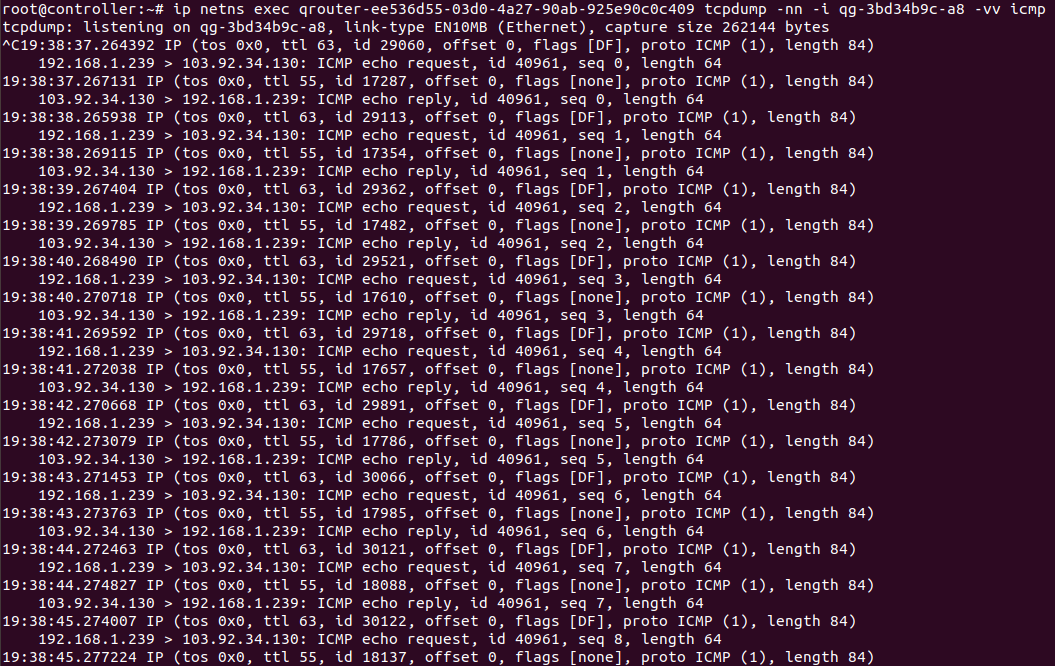 root@controller:~# ip netns exec qrouter-ee536d55-03d0-4a27-90ab-925e90c0c409 tcpdump -nn -i qg-3bd34b9c-a8 -vv icmp
tcpdump: listening on qg-3bd34b9c-a8, link-type EN10MB (Ethernet), capture size 262144 bytes
^C19:38:37.264392 IP (tos 0x0, ttl 63, id 29060, offset 0, flags [DF], proto ICMP (1), length 84)
    192.168.1.239 > 103.92.34.130: ICMP echo request, id 40961, seq 0, length 64
19:38:37.267131 IP (tos 0x0, ttl 55, id 17287, offset 0, flags [none], proto ICMP (1), length 84)
    103.92.34.130 > 192.168.1.239: ICMP echo reply, id 40961, seq 0, length 64
19:38:38.265938 IP (tos 0x0, ttl 63, id 29113, offset 0, flags [DF], proto ICMP (1), length 84)
    192.168.1.239 > 103.92.34.130: ICMP echo request, id 40961, seq 1, length 64
19:38:38.269115 IP (tos 0x0, ttl 55, id 17354, offset 0, flags [none], proto ICMP (1), length 84)
    103.92.34.130 > 192.168.1.239: ICMP echo reply, id 40961, seq 1, length 64
19:38:39.267404 IP (tos 0x0, ttl 63, id 29362, offset 0, flags [DF], proto ICMP (1), length 84)
    192.168.1.239 > 103.92.34.130: ICMP echo request, id 40961, seq 2, length 64
19:38:39.269785 IP (tos 0x0, ttl 55, id 17482, offset 0, flags [none], proto ICMP (1), length 84)
    103.92.34.130 > 192.168.1.239: ICMP echo reply, id 40961, seq 2, length 64
19:38:40.268490 IP (tos 0x0, ttl 63, id 29521, offset 0, flags [DF], proto ICMP (1), length 84)
    192.168.1.239 > 103.92.34.130: ICMP echo request, id 40961, seq 3, length 64
19:38:40.270718 IP (tos 0x0, ttl 55, id 17610, offset 0, flags [none], proto ICMP (1), length 84)
    103.92.34.130 > 192.168.1.239: ICMP echo reply, id 40961, seq 3, length 64
19:38:41.269592 IP (tos 0x0, ttl 63, id 29718, offset 0, flags [DF], proto ICMP (1), length 84)
    192.168.1.239 > 103.92.34.130: ICMP echo request, id 40961, seq 4, length 64
19:38:41.272038 IP (tos 0x0, ttl 55, id 17657, offset 0, flags [none], proto ICMP (1), length 84)
    103.92.34.130 > 192.168.1.239: ICMP echo reply, id 40961, seq 4, length 64
19:38:42.270668 IP (tos 0x0, ttl 63, id 29891, offset 0, flags [DF], proto ICMP (1), length 84)
    192.168.1.239 > 103.92.34.130: ICMP echo request, id 40961, seq 5, length 64
19:38:42.273079 IP (tos 0x0, ttl 55, id 17786, offset 0, flags [none], proto ICMP (1), length 84)
    103.92.34.130 > 192.168.1.239: ICMP echo reply, id 40961, seq 5, length 64
19:38:43.271453 IP (tos 0x0, ttl 63, id 30066, offset 0, flags [DF], proto ICMP (1), length 84)
    192.168.1.239 > 103.92.34.130: ICMP echo request, id 40961, seq 6, length 64
19:38:43.273763 IP (tos 0x0, ttl 55, id 17985, offset 0, flags [none], proto ICMP (1), length 84)
    103.92.34.130 > 192.168.1.239: ICMP echo reply, id 40961, seq 6, length 64
19:38:44.272463 IP (tos 0x0, ttl 63, id 30121, offset 0, flags [DF], proto ICMP (1), length 84)
    192.168.1.239 > 103.92.34.130: ICMP echo request, id 40961, seq 7, length 64
19:38:44.274827 IP (tos 0x0, ttl 55, id 18088, offset 0, flags [none], proto ICMP (1), length 84)
    103.92.34.130 > 192.168.1.239: ICMP echo reply, id 40961, seq 7, length 64
19:38:45.274007 IP (tos 0x0, ttl 63, id 30122, offset 0, flags [DF], proto ICMP (1), length 84)
    192.168.1.239 > 103.92.34.130: ICMP echo request, id 40961, seq 8, length 64
19:38:45.277224 IP (tos 0x0, ttl 55, id 18137, offset 0, flags [none], proto ICMP (1), length 84)